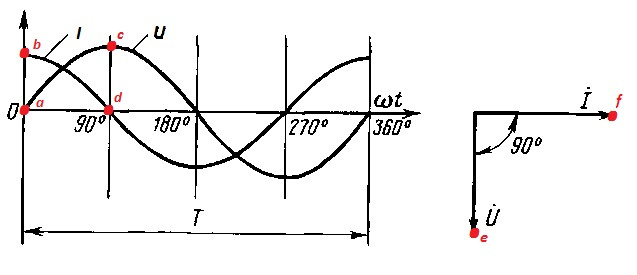 b i c u
0 a d ωt
90° 180° 270° 360°
T
İ f
90°
U̇
e